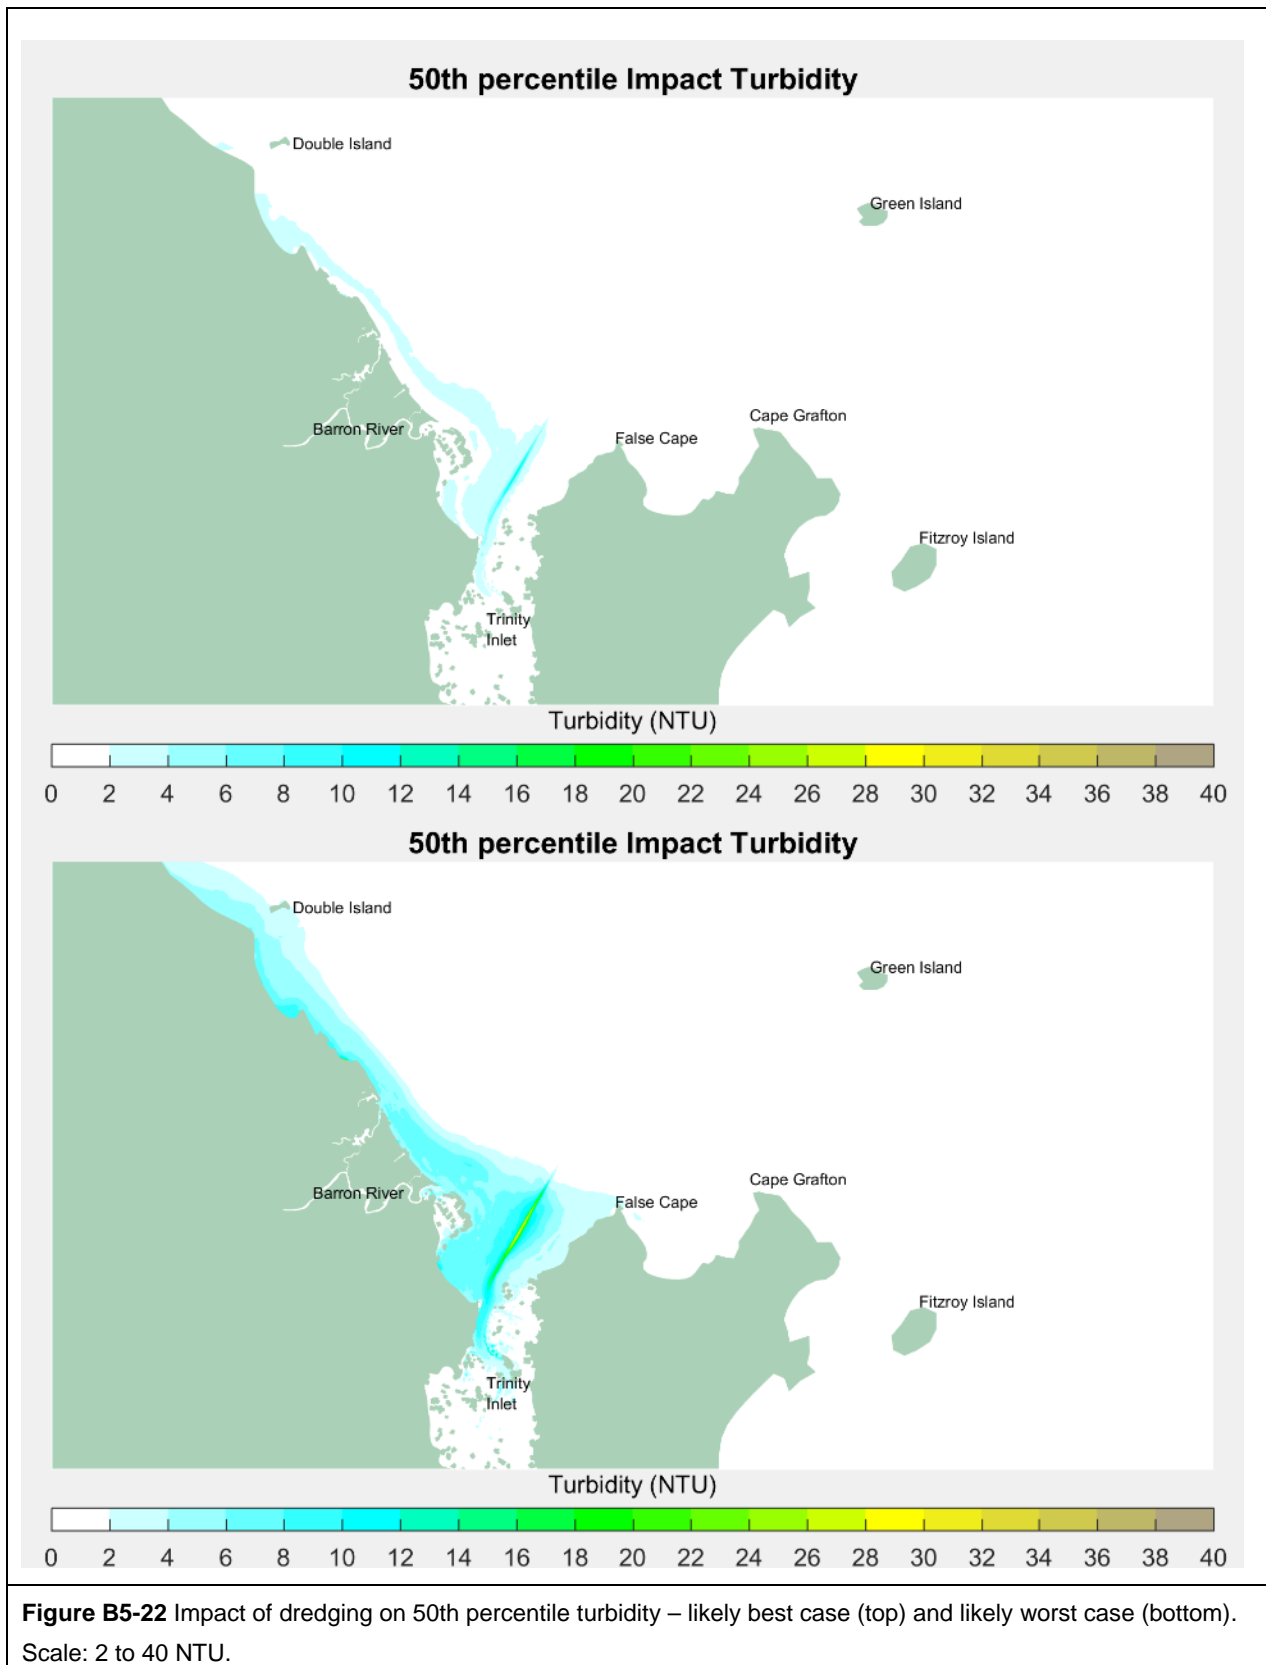 50th percentile Impact Turbidity
Double Island
Green Island
Cape Grafton
Barron River
False Cape
Fitzroy Island
Trinity
Inlet
Turbidity (NTU)
0 2 4 6 8 10 12 14 16 18 20 22 24 26 28 30 32 34 36 38 40
50th percentile Impact Turbidity
Double Island
Green Island
Cape Grafton
Barron River
False Cape
Fitzroy Island
Trinity
Inlet
Turbidity (NTU)
0 2 4 6 8 10 12 14 16 18 20 22 24 26 28 30 32 34 36 38 40
Figure B5-22 Impact of dredging on 50th percentile turbidity – likely best case (top) and likely worst case (bottom).
Scale: 2 to 40 NTU.